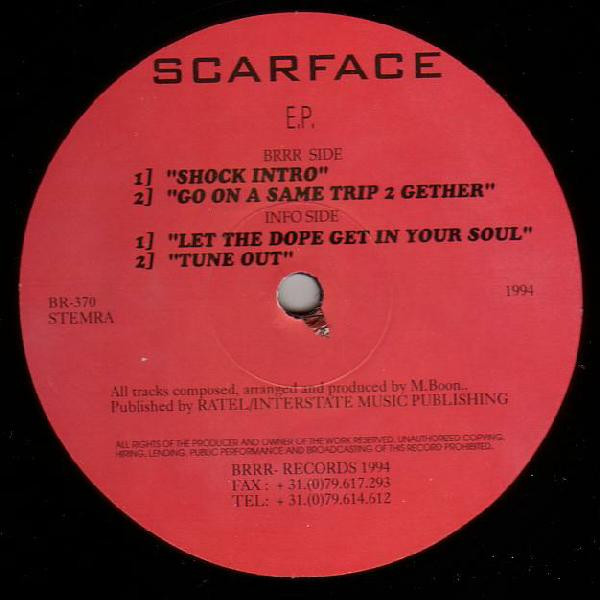 SCARFACE
E.P.
BRRR SIDE
1] "SHOCK INTRO"
2] "GO ON A SAME TRIP 2 GETHER"
INFO SIDE
1] "LET THE DOPE GET IN YOUR SOUL"
2] "TUNE OUT"
BR-370
STEMRA
1994
All tracks composed, arranged and produced by M.Boon..
Published by RATEL/INTERSTATE MUSIC PUBLISHING
ALL RIGHTS OF THE PRODUCER AND OWNER OF THE WORK RESERVED. UNAUTHORIZED COPYING,
HIRING, LENDING, PUBLIC PERFORMANCE AND BROADCASTING OF THIS RECORD PROHIBITED.
BRRR- RECORDS 1994
FAX : + 31.(0)79.617.293
TEL: + 31.(0)79.614.612